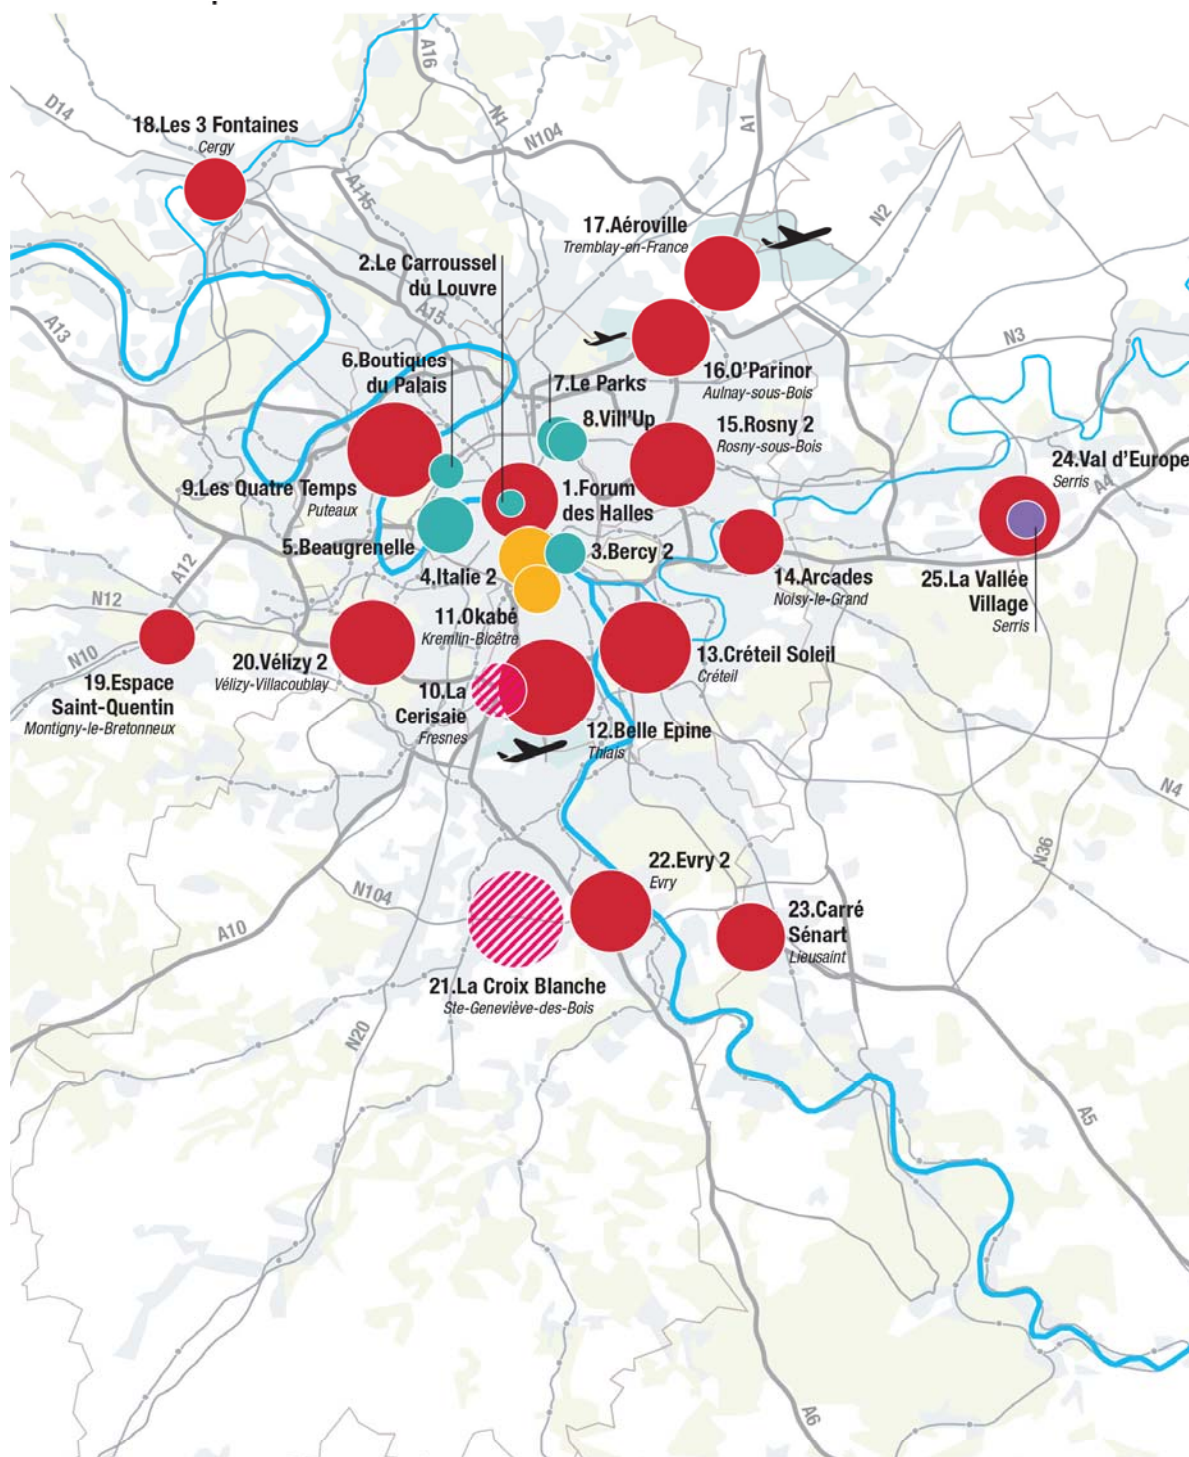 A16
N1
A1
D14
18.Les 3 Fontaines
Cergy
N104
A115
N2
17.Aéroville
Tremblay-en-France
2.Le Carroussel
du Louvre
A15
A13
N3
6.Boutiques
du Palais
7.Le Parks
16.O'Parinor
Aulnay-sous-Bois
8.Vill'Up
15.Rosny 2
Rosny-sous-Bois
24.Val d'Europe
Serris
A4
9.Les Quatre Temps
Puteaux
1.Forum
des Halles
5.Beaugrenelle
3.Bercy 2
A12
4.Italie 2
14.Arcades
Noisy-le-Grand
25.La Vallée
Village
Serris
N12
11.Okabé
Kremlin-Bicêtre
N10
20.Vélizy 2
Vélizy-Villacoublay
13.Créteil Soleil
Créteil
19.Espace
Saint-Quentin
Montigny-le-Bretonneux
10.La
Cerisaie
Fresnes
12.Belle Epine
Thiais
N4
N36
22.Evry 2
Evry
N104
A10
23.Carré
Sénart
Lieusaint
21.La Croix Blanche
Ste-Geneviève-des-Bois
N20
A5
A6